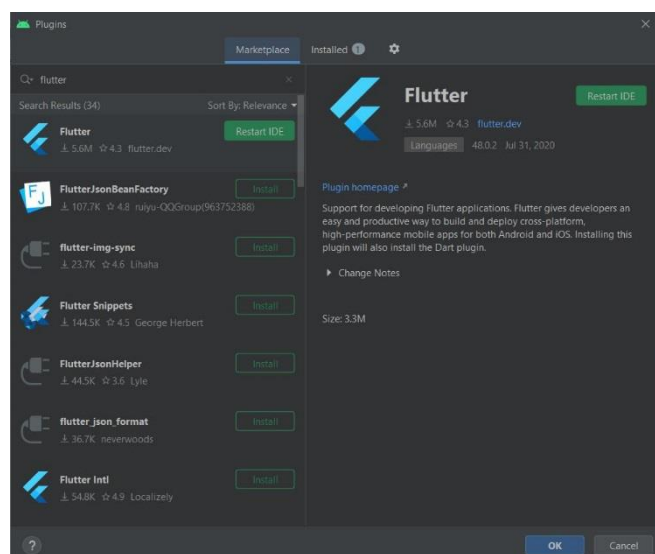 Plugins
Marketplace
Installed 1
flutter
Search Results (34)
Sort By: Relevance
Flutter
5.6M 4.3 flutter.dev
Restart IDE
FlutterJsonBeanFactory
107.7K 4.8 ruiyu-QQGroup(963752388)
Install
flutter-img-sync
23.7K 4.6 Lihaha
Install
Flutter Snippets
144.5K 4.5 George Herbert
Install
FlutterJsonHelper
44.5K 3.6 Lyle
Install
flutter_json_format
36.7K neverwoods
Install
Flutter Intl
54.8K 4.9 Localizely
Install
Flutter
Restart IDE
5.6M 4.3 flutter.dev
Languages 48.0.2 Jul 31, 2020
Plugin homepage
Support for developing Flutter applications. Flutter gives developers an
easy and productive way to build and deploy cross-platform,
high-performance mobile apps for both Android and iOS. Installing this
plugin will also install the Dart plugin.
Change Notes
Size: 3.3M
?
OK
Cancel